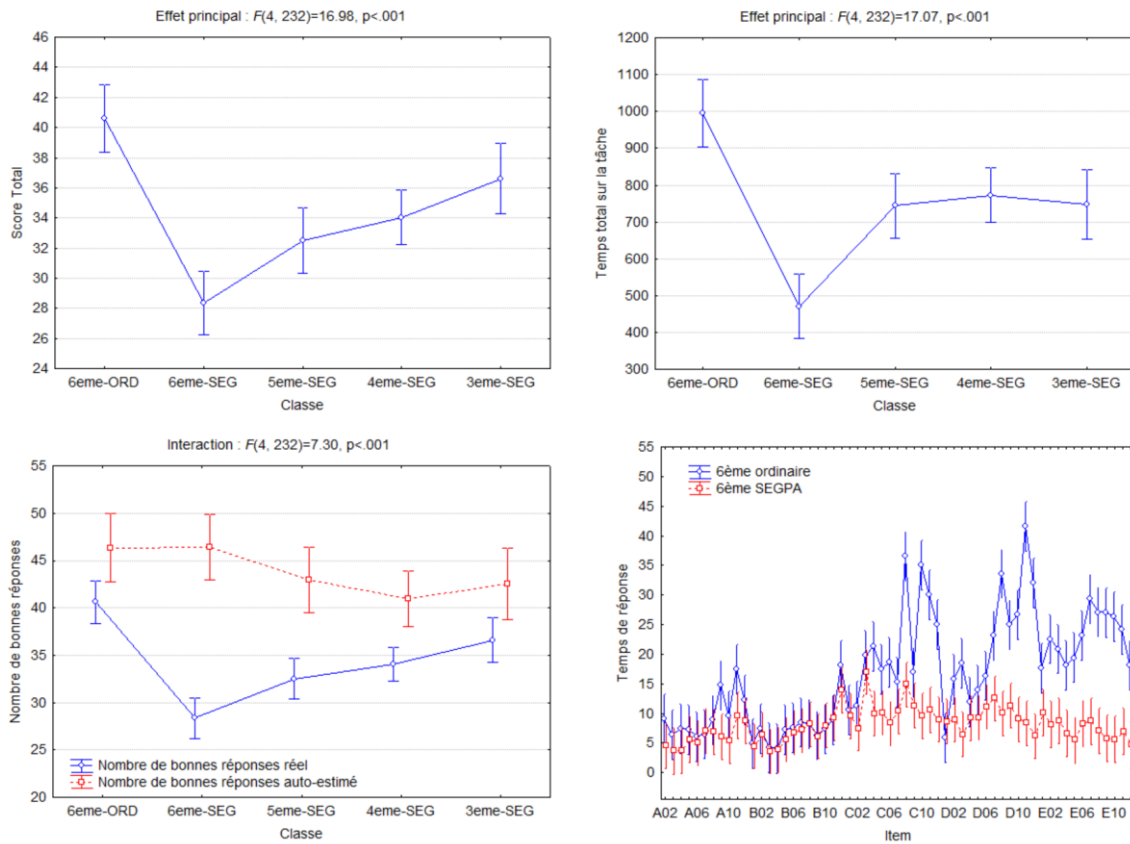 Effet principal : F(4, 232)=16.98, p<.001
46
44
42
40
38
36
34
32
30
28
26
24
Score Total
6eme-ORD 6eme-SEG 5eme-SEG 4eme-SEG 3eme-SEG
Classe
Effet principal : F(4, 232)=17.07, p<.001
1200
1100
1000
900
800
700
600
500
400
300
Temps total sur la tâche
6eme-ORD 6eme-SEG 5eme-SEG 4eme-SEG 3eme-SEG
Classe
Interaction : F(4, 232)=7.30, p<.001
55
50
45
40
35
30
25
20
Nombre de bonnes réponses
Nombre de bonnes réponses réel
Nombre de bonnes réponses auto-estimé
6eme-ORD 6eme-SEG 5eme-SEG 4eme-SEG 3eme-SEG
Classe
55
50
45
40
35
30
25
20
15
10
5
0
Temps de réponse
6ème ordinaire
6ème SEGPA
A02 A06 A10 B02 B06 B10 C02 C06 C10 D02 D06 D10 E02 E06 E10
Item